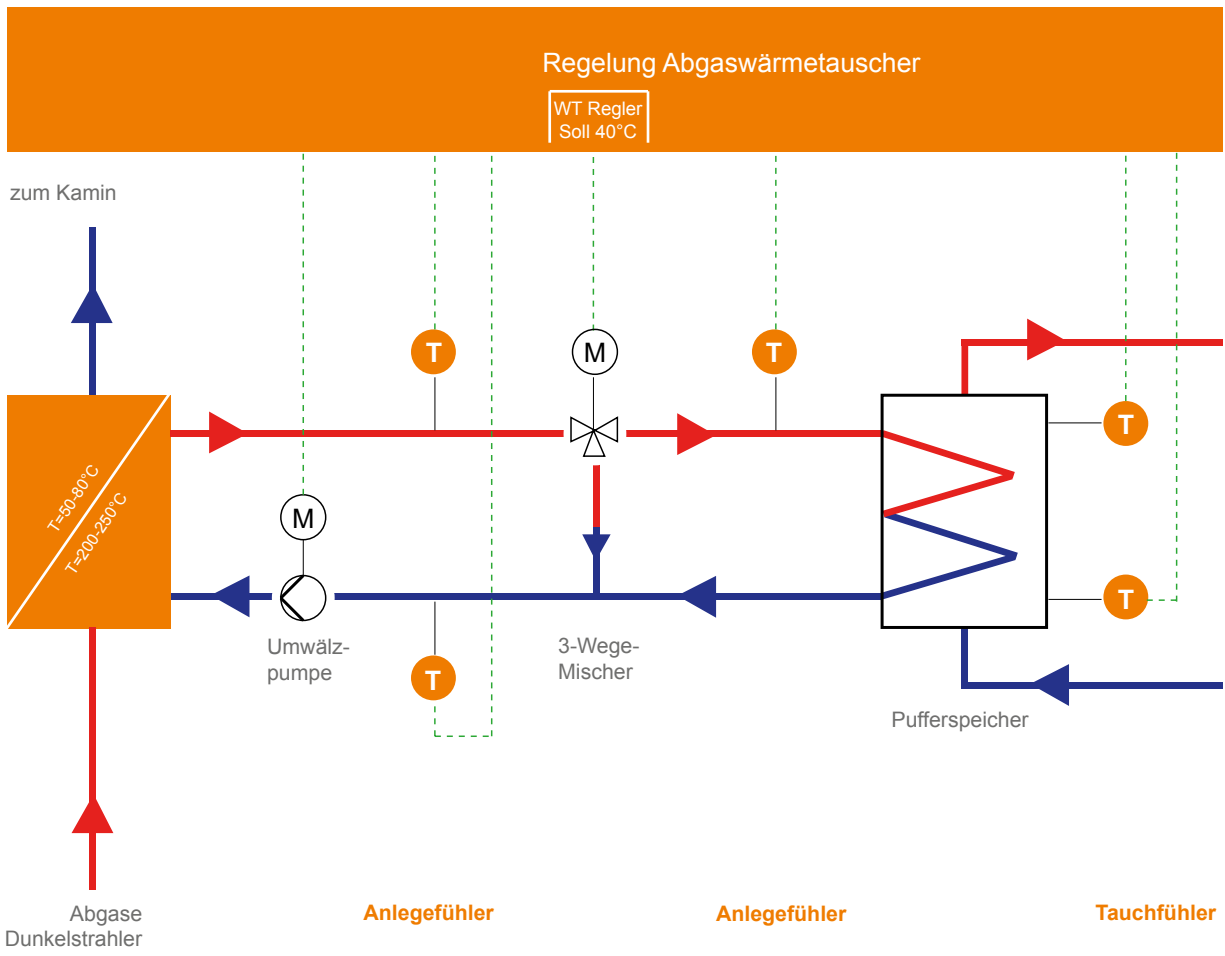 Regelung Abgaswärmetauscher
WT Regler
Soll 40°C
zum Kamin
T
M
T
T
T=50-80°C
T=200-250°C
M
T
Umwälz-
pumpe
T
3-Wege-
Mischer
Pufferspeicher
Abgase
Dunkelstrahler
Anlegefühler
Anlegefühler
Tauchfühler